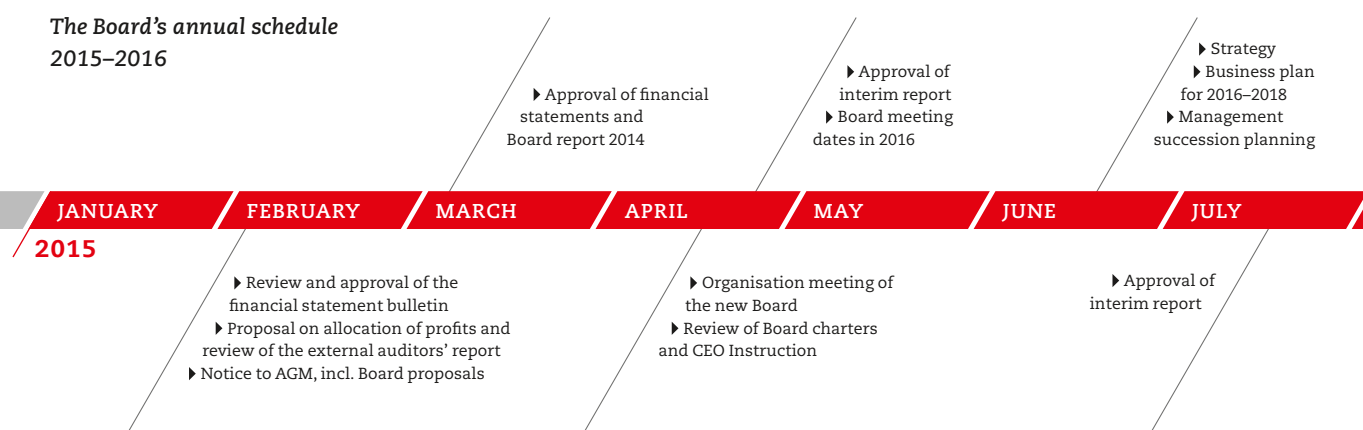 The Board's annual schedule
2015–2016
▶ Approval of financial
statements and
Board report 2014
▶ Approval of
interim report
▶ Board meeting
dates in 2016
▶ Strategy
▶ Business plan
for 2016–2018
▶ Management
succession planning
JANUARY
FEBRUARY
MARCH
APRIL
MAY
JUNE
JULY
2015
▶ Review and approval of the
financial statement bulletin
▶ Proposal on allocation of profits and
review of the external auditors' report
▶ Notice to AGM, incl. Board proposals
▶ Organisation meeting of
the new Board
▶ Review of Board charters
and CEO Instruction
▶ Approval of
interim report